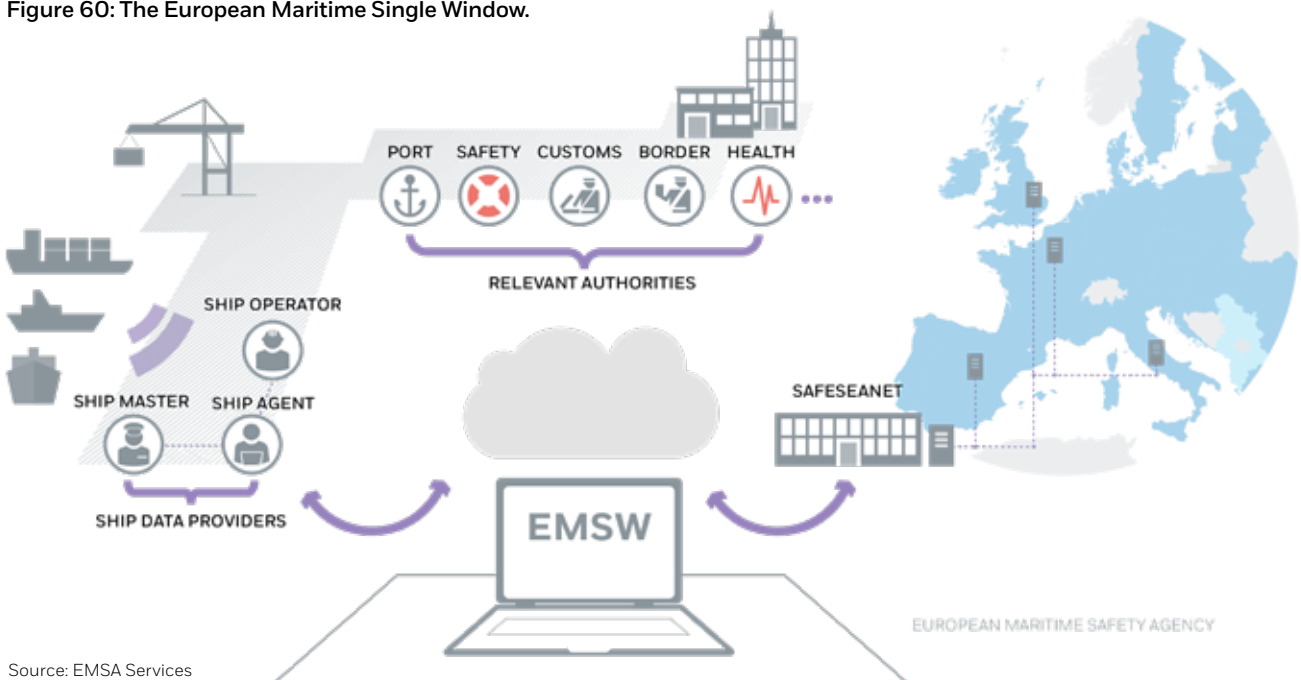 Figure 60: The European Maritime Single Window.
PORT SAFETY CUSTOMS BORDER HEALTH
RELEVANT AUTHORITIES
SHIP OPERATOR
SHIP MASTER SHIP AGENT
SHIP DATA PROVIDERS
SAFESEANET
EMSW
EUROPEAN MARITIME SAFETY AGENCY
Source: EMSA Services